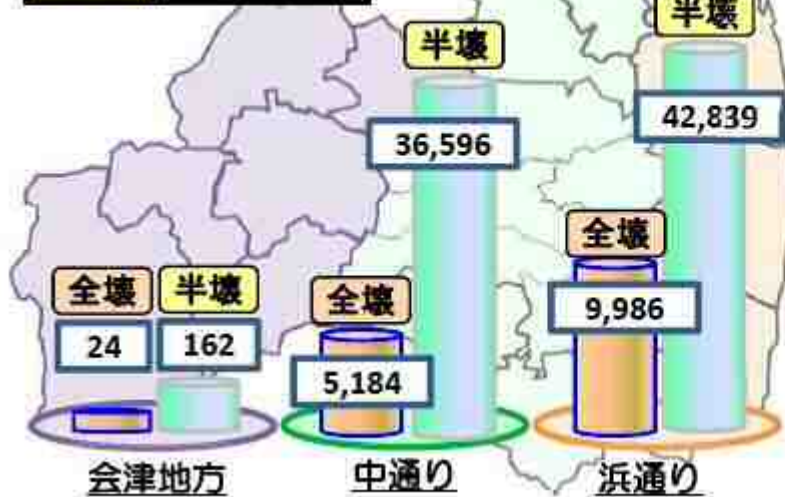 半壊
42,839
半壊
36,596
全壊
9,986
全壊
24
半壊
162
全壊
5,184
会津地方
中通り
浜通り